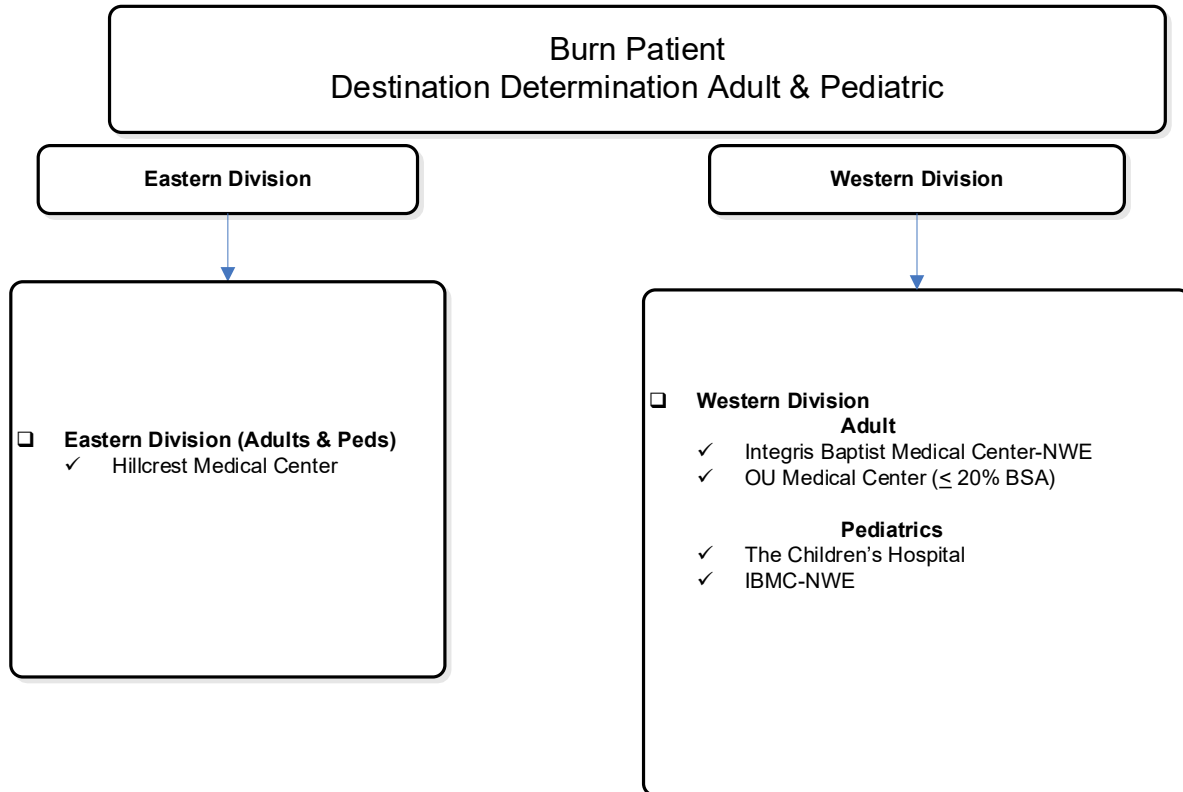 Burn Patient
Destination Determination Adult & Pediatric
Eastern Division
Western Division
❑ Eastern Division (Adults & Peds)
✓ Hillcrest Medical Center
❑ Western Division
Adult
✓ Integris Baptist Medical Center-NWE
✓ OU Medical Center (≤ 20% BSA)
Pediatrics
✓ The Children’s Hospital
✓ IBMC-NWE